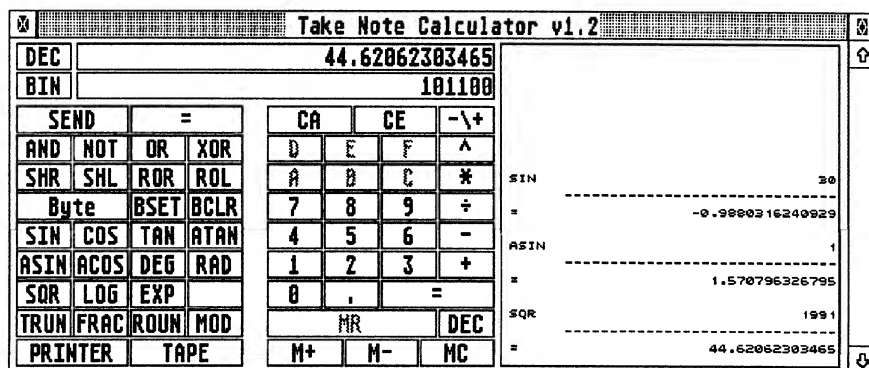 Take Note Calculator v1.2
DEC 44.62062303465
BIN 101100
SEND =
AND NOT OR XOR
SHR SHL ROR ROL
Byte BSET BCLR
SIN COS TAN ATAN
ASIN ACOS DEG RAD
SQR LOG EXP
TRUN FRAC ROUN MOD
PRINTER TAPE
CA CE -\+
D E F ^
A B C *
7 8 9 ÷
4 5 6 -
1 2 3 +
0 . =
MR DEC
M+ M- MC
SIN 30
= -0.9880316240929
ASIN 1
= 1.570796326795
SQR 1991
= 44.62062303465